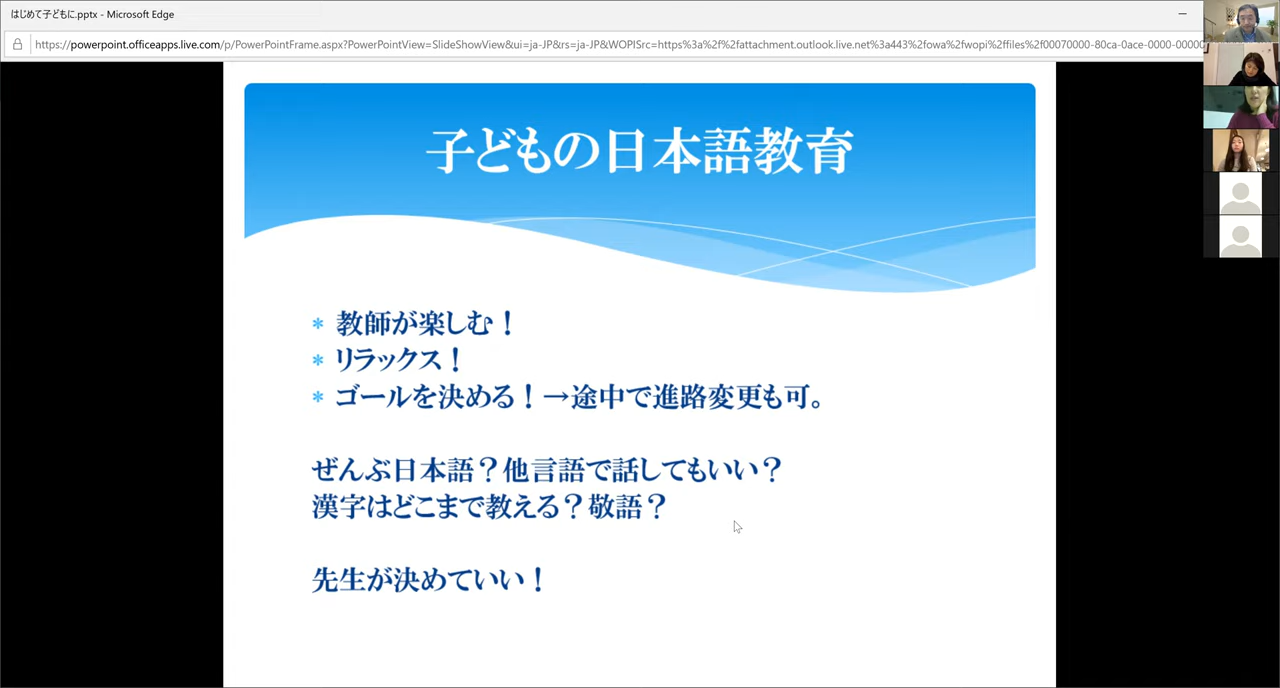 はじめて子どもに.pptx - Microsoft Edge
https://powerpoint.officeapps.live.com/p/PowerPointFrame.aspx?PowerPointView=SlideShowView&ui=ja-JP&rs=ja-JP&WOPISrc=https%3a%2f%2fattachment.outlook.live.net%3a443%2fowa%2fwopi%2ffiles%2f00070000-80ca-0ace-0000-00000
子どもの日本語教育
* 教師が楽しむ！
* リラックス！
* ゴールを決める！→途中で進路変更も可。
ぜんぶ日本語？他言語で話してもいい？
漢字はどこまで教える？敬語？
先生が決めていい！